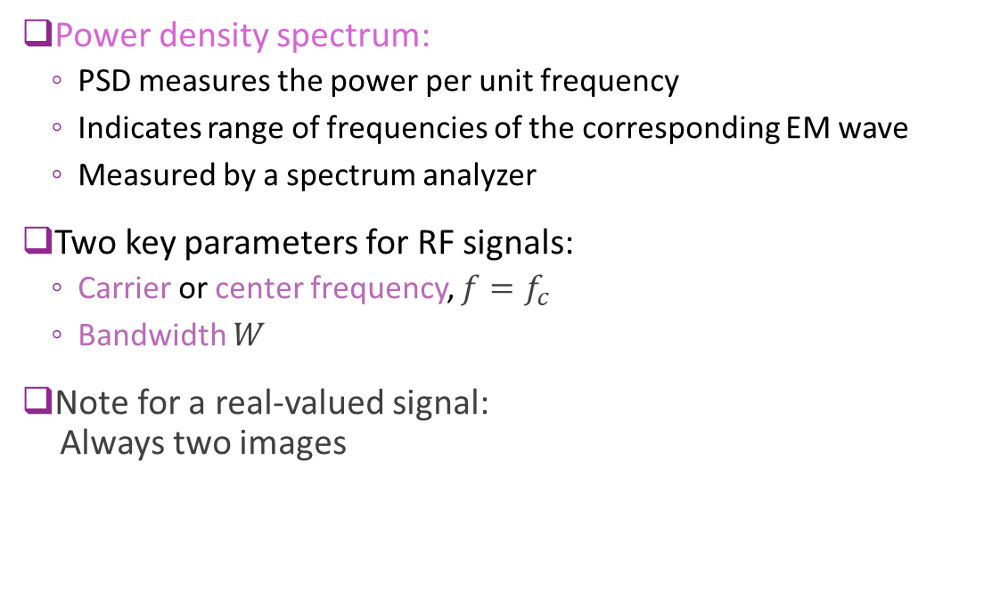 ❑Power density spectrum:
◦ PSD measures the power per unit frequency
◦ Indicates range of frequencies of the corresponding EM wave
◦ Measured by a spectrum analyzer
❑Two key parameters for RF signals:
◦ Carrier or center frequency, f = f_c
◦ Bandwidth W
❑Note for a real-valued signal:
Always two images